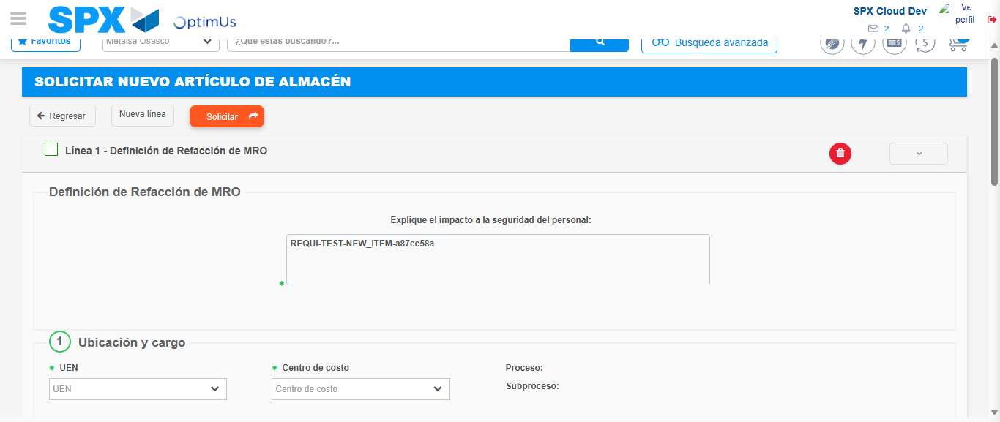 SPX OptimUs
SPX Cloud Dev
Ve perfil
2 2
Favoritos
Metalsa Osasco
¿Qué estás buscando?...
Búsqueda avanzada
SOLICITAR NUEVO ARTÍCULO DE ALMACÉN
Regresar Nueva línea Solicitar
Línea 1 - Definición de Refacción de MRO
Definición de Refacción de MRO
Explique el impacto a la seguridad del personal:
REQUI-TEST-NEW_ITEM-a87cc58a
*
1 Ubicación y cargo
* UEN * Centro de costo Proceso:
UEN Centro de costo Subproceso: